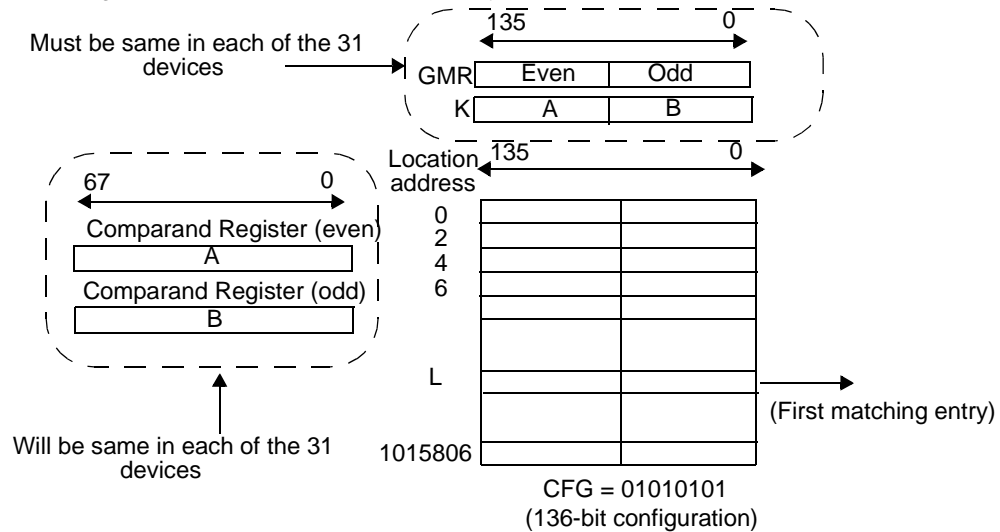 135 0
Must be same in each of the 31
devices
GMR Even Odd
K A B
Location
address
135 0
67 0
Comparand Register (even)
A
Comparand Register (odd)
B
0
2
4
6
L
(First matching entry)
Will be same in each of the 31
devices
1015806
CFG = 01010101
(136-bit configuration)